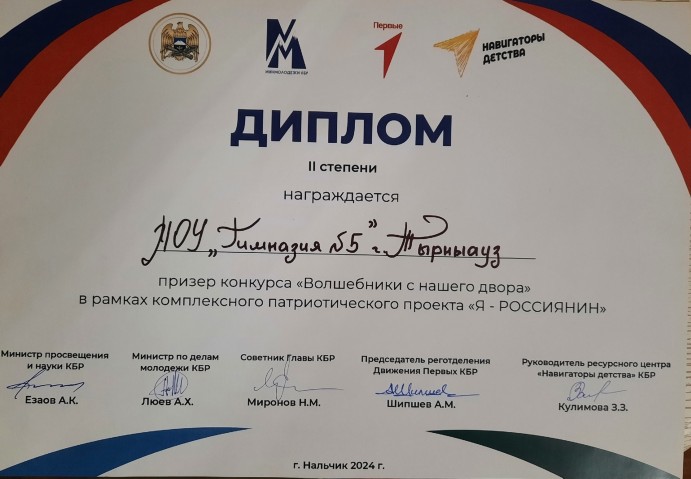 ММ
МИНМОЛОДЕЖИ КБР
Первые
НАВИГАТОРЫ
ДЕТСТВА
ДИПЛОМ
II степени
награждается
МОУ „Гимназия №5” г. Тырныауз
призер конкурса «Волшебники с нашего двора»
в рамках комплексного патриотического проекта «Я - РОССИЯНИН»
Министр просвещения
и науки КБР
Езаов А.К.
Министр по делам
молодежи КБР
Люев А.Х.
Советник Главы КБР
Миронов Н.М.
Председатель реготделения
Движения Первых КБР
Шипшев А.М.
Руководитель ресурсного центра
«Навигаторы детства» КБР
Кулимова З.З.
г. Нальчик 2024 г.